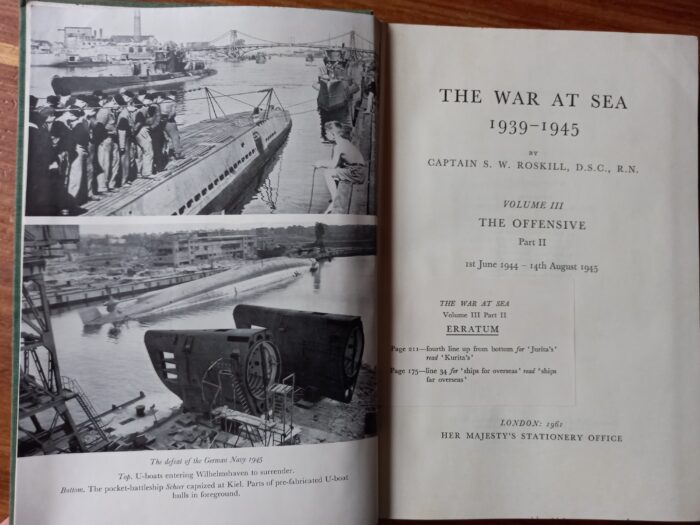 The defeat of the German Navy 1945
Top. U-boats entering Wilhelmshaven to surrender.
Bottom. The pocket-battleship Scheer capsized at Kiel. Parts of pre-fabricated U-boat
hulls in foreground.
THE WAR AT SEA
1939–1945
BY
CAPTAIN S. W. ROSKILL, D.S.C., R.N.
VOLUME III
THE OFFENSIVE
Part II
1st June 1944 – 14th August 1945
THE WAR AT SEA
Volume III Part II
ERRATUM
Page 211—fourth line up from bottom for 'Jurita's'
read 'Kurita's'
Page 175—line 34 for 'ships for overseas' read 'ships
far overseas'
LONDON: 1961
HER MAJESTY'S STATIONERY OFFICE